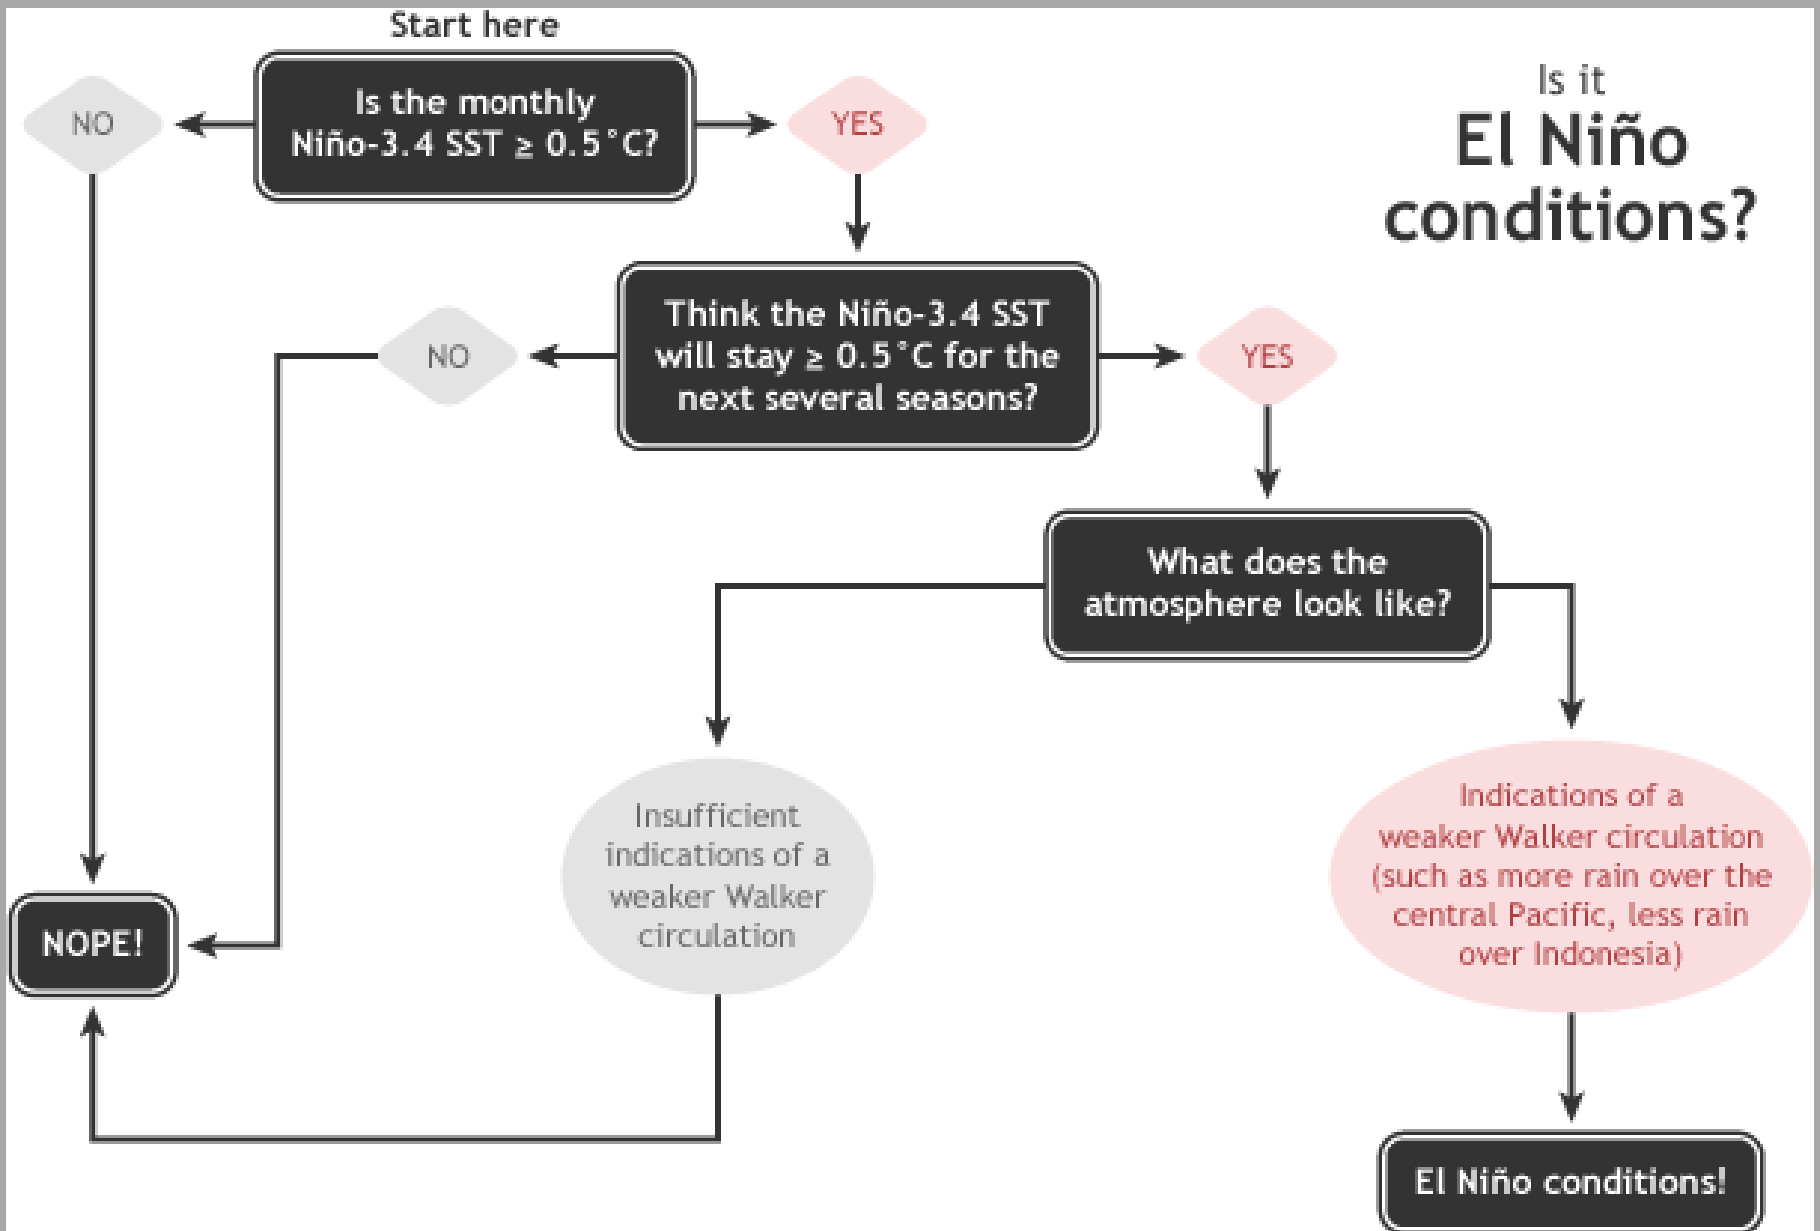 Start here
Is the monthly
Niño-3.4 SST ≥ 0.5°C?
NO
YES
Is it
El Niño
conditions?
Think the Niño-3.4 SST
will stay ≥ 0.5°C for the
next several seasons?
NO
YES
What does the
atmosphere look like?
Insufficient
indications of a
weaker Walker
circulation
Indications of a
weaker Walker circulation
(such as more rain over the
central Pacific, less rain
over Indonesia)
NOPE!
El Niño conditions!